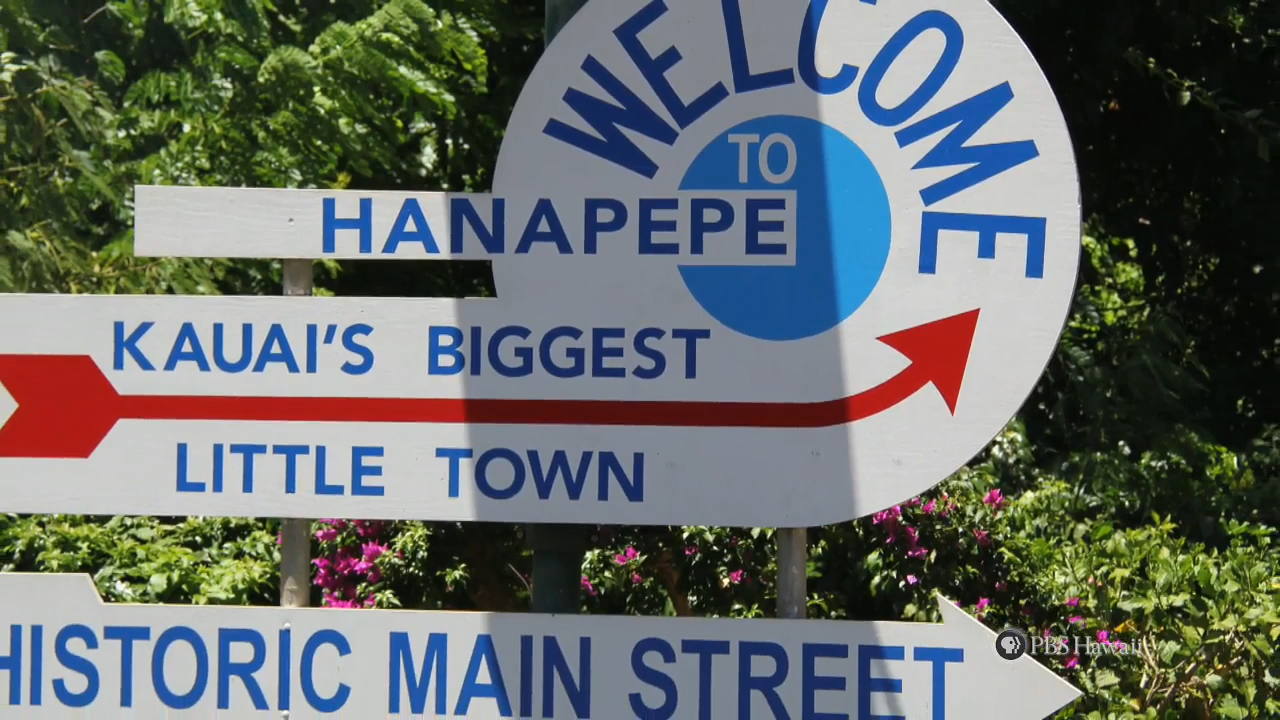 WELCOME
TO
HANAPEPE
KAUAI'S BIGGEST
LITTLE TOWN
HISTORIC MAIN STREET
PBS Hawaii